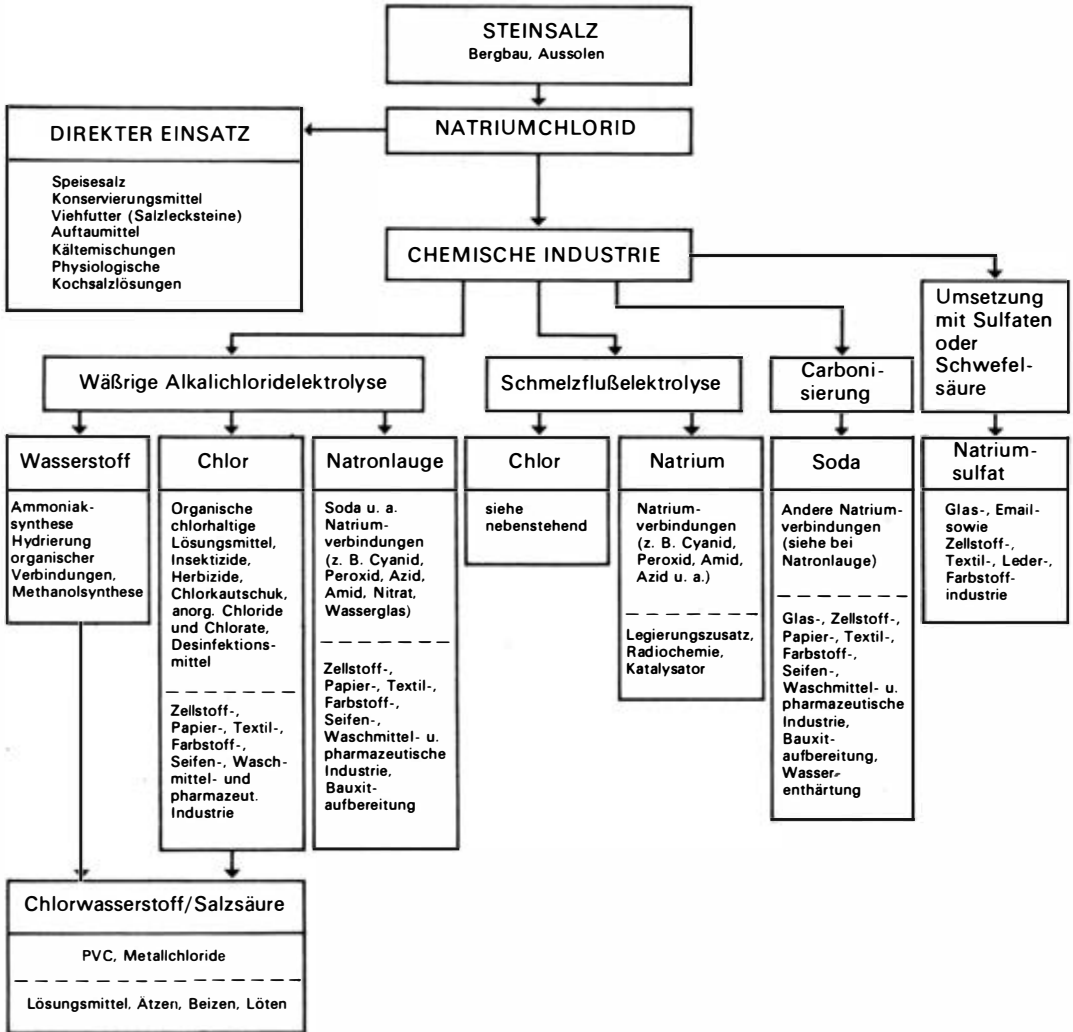 STEINSALZ
Bergbau, Aussolen
NATRIUMCHLORID
DIREKTER EINSATZ
Speisesalz
Konservierungsmittel
Viehfutter (Salzlecksteine)
Auftaumittel
Kältemischungen
Physiologische
Kochsalzlösungen
CHEMISCHE INDUSTRIE
Wäßrige Alkalichloridelektrolyse
Schmelzflußelektrolyse
Carboni-
sierung
Umsetzung
mit Sulfaten
oder
Schwefel-
säure
Wasserstoff
Ammoniak-
synthese
Hydrierung
organischer
Verbindungen,
Methanolsynthese
Chlor
Organische
chlorhaltige
Lösungsmittel,
Insektizide,
Herbizide,
Chlorkautschuk,
anorg. Chloride
und Chlorate,
Desinfektions-
mittel
Zellstoff-,
Papier-, Textil-,
Farbstoff-,
Seifen-, Wasch-
mittel- und
pharmazeut.
Industrie
Natronlauge
Soda u. a.
Natrium-
verbindungen
(z. B. Cyanid,
Peroxid, Azid,
Amid, Nitrat,
Wasserglas)
Zellstoff-,
Papier-, Textil-,
Farbstoff-,
Seifen-,
Waschmittel- u.
pharmazeutische
Industrie,
Bauxit-
aufbereitung
Chlor
siehe
nebenstehend
Natrium
Natrium-
verbindungen
(z. B. Cyanid,
Peroxid, Amid,
Azid u. a.)
Legierungszusatz,
Radiochemie,
Katalysator
Soda
Andere Natrium-
verbindungen
(siehe bei
Natronlauge)
Glas-, Zellstoff-,
Papier-, Textil-,
Farbstoff-,
Seifen-,
Waschmittel- u.
pharmazeutische
Industrie,
Bauxit-
aufbereitung,
Wasser-
enthärtung
Natrium-
sulfat
Glas-, Email-
sowie
Zellstoff-,
Textil-, Leder-,
Farbstoff-
industrie
Chlorwasserstoff/Salzsäure
PVC, Metallchloride
Lösungsmittel, Ätzen, Beizen, Löten